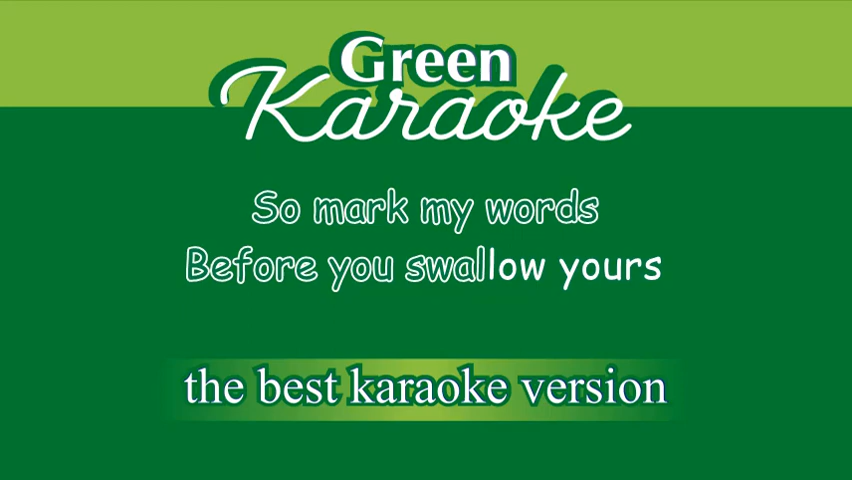 Green
Karaoke
So mark my words
Before you swallow yours
the best karaoke version